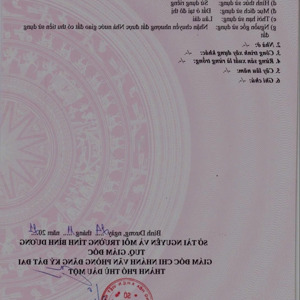 d) Hình thức sử dụng: Sử dụng riêng
đ) Mục đích sử dụng: Đất ở tại đô thị
e) Thời hạn sử dụng: Lâu dài
g) Nguồn gốc sử dụng đất: Nhận chuyển nhượng đất được Nhà nước giao đất có thu tiền sử dụng
2. Nhà ở: -/-
3. Công trình xây dựng khác: -/-
4. Rừng sản xuất là rừng trồng: -/-
5. Cây lâu năm: -/-
6. Ghi chú: -/-
Bình Dương, ngày tháng năm
SỞ TÀI NGUYÊN VÀ MÔI TRƯỜNG TỈNH BÌNH DƯƠNG
TUQ. GIÁM ĐỐC
GIÁM ĐỐC CHI NHÁNH VĂN PHÒNG ĐĂNG KÝ ĐẤT ĐAI
THÀNH PHỐ THỦ DẦU MỘT